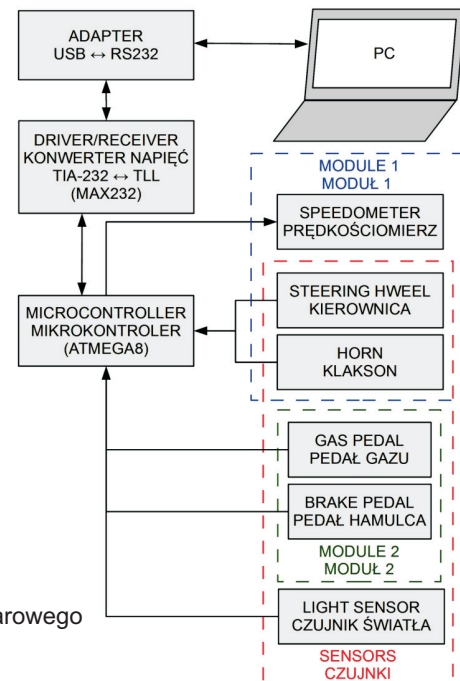 ADAPTER
USB ↔ RS232
PC
DRIVER/RECEIVER
KONWERTER NAPIĘĆ
TIA-232 ↔ TLL
(MAX232)
MODULE 1
MODUŁ 1
SPEEDOMETER
PRĘDKOŚCIOMIERZ
MICROCONTROLLER
MIKROKONTROLER
(ATMEGA8)
STEERING HWEEL
KIEROWNICA
HORN
KLAKSON
GAS PEDAL
PEDAŁ GAZU
BRAKE PEDAL
PEDAŁ HAMULCA
MODULE 2
MODUŁ 2
arowego
LIGHT SENSOR
CZUJNIK ŚWIATŁA
SENSORS
CZUJNKI